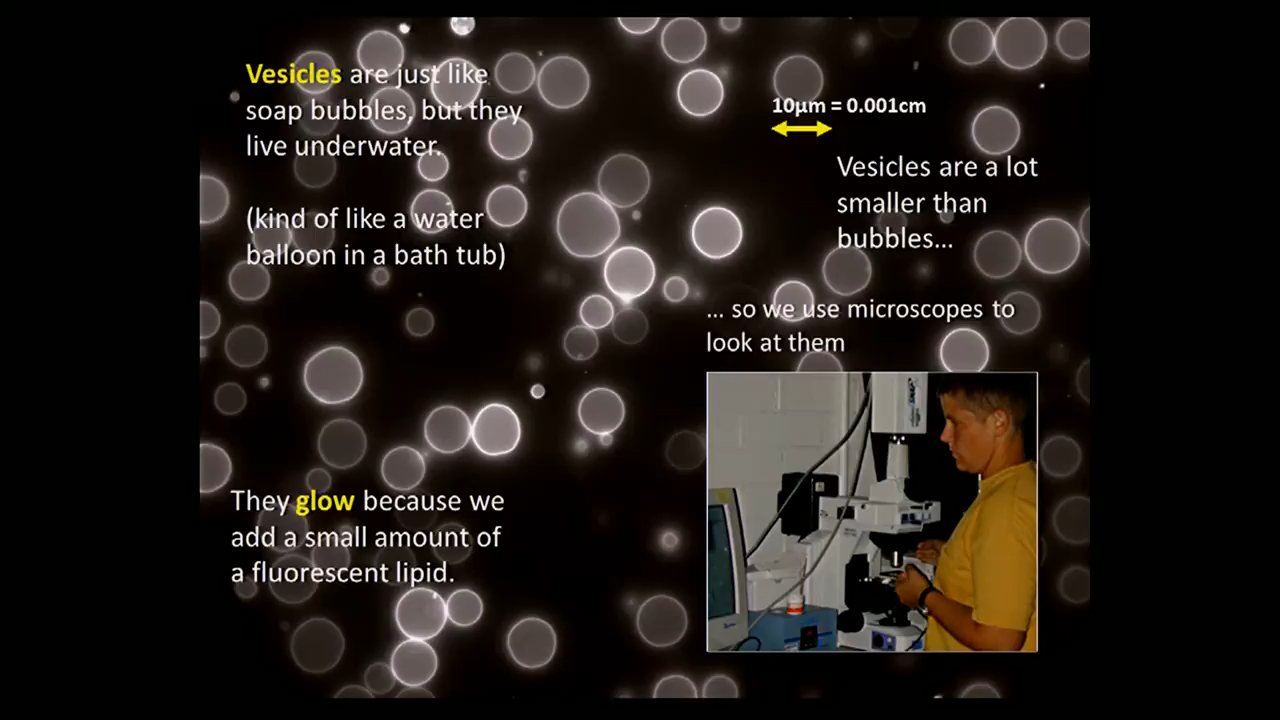 Vesicles are just like
soap bubbles, but they
live underwater.
(kind of like a water
balloon in a bath tub)
10µm = 0.001cm
Vesicles are a lot
smaller than
bubbles…
… so we use microscopes to
look at them
They glow because we
add a small amount of
a fluorescent lipid.